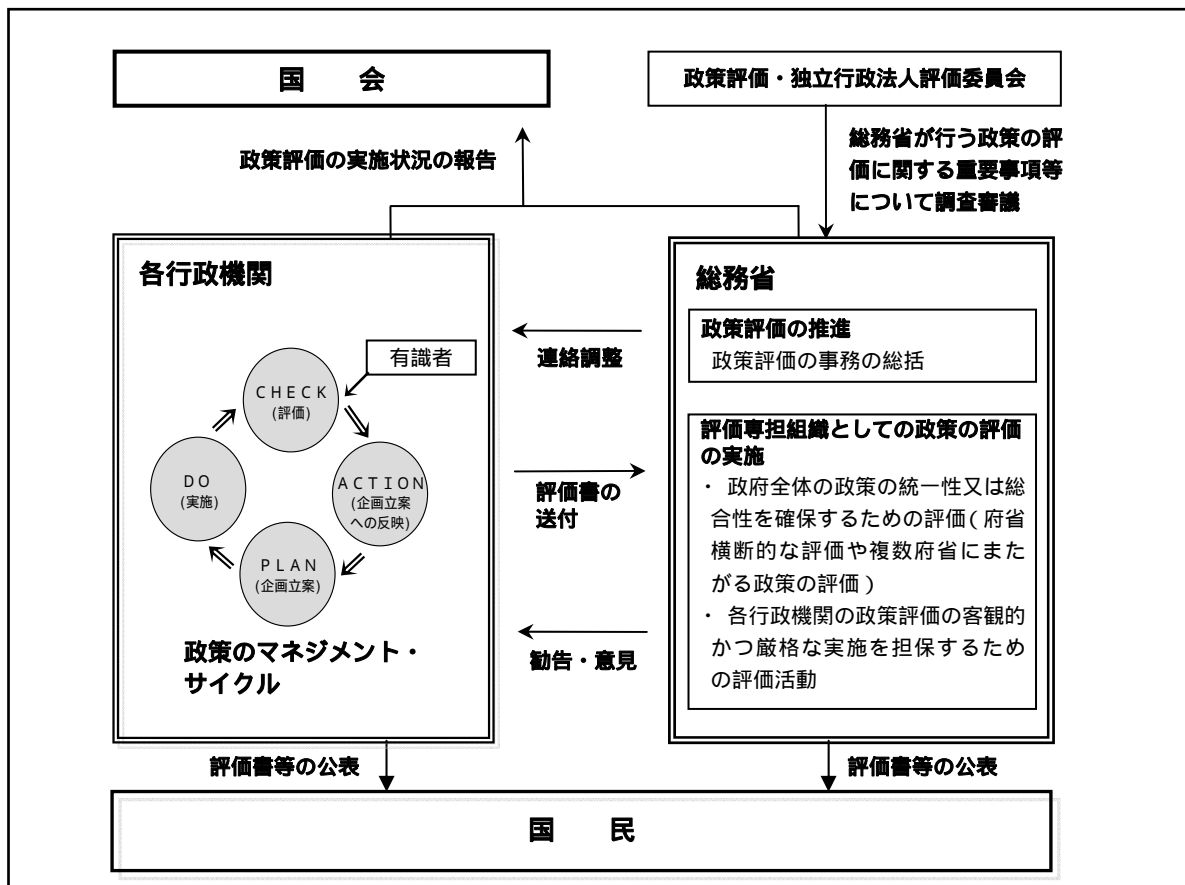 国　　会
政策評価・独立行政法人評価委員会
政策評価の実施状況の報告
総務省が行う政策の評
価に関する重要事項等
について調査審議
各行政機関
有識者
ＣＨＥＣＫ
(評価)
ＤＯ
(実施)
ＡＣＴＩＯＮ
(企画立案
への反映)
ＰＬＡＮ
(企画立案)
政策のマネジメント・
サイクル
連絡調整
評価書の
送付
勧告・意見
総務省
政策評価の推進
政策評価の事務の総括
評価専担組織としての政策の評価
の実施
・ 政府全体の政策の統一性又は総
合性を確保するための評価（府省
横断的な評価や複数府省にまた
がる政策の評価）
・ 各行政機関の政策評価の客観的
かつ厳格な実施を担保するため
の評価活動
評価書等の公表
評価書等の公表
国　　民